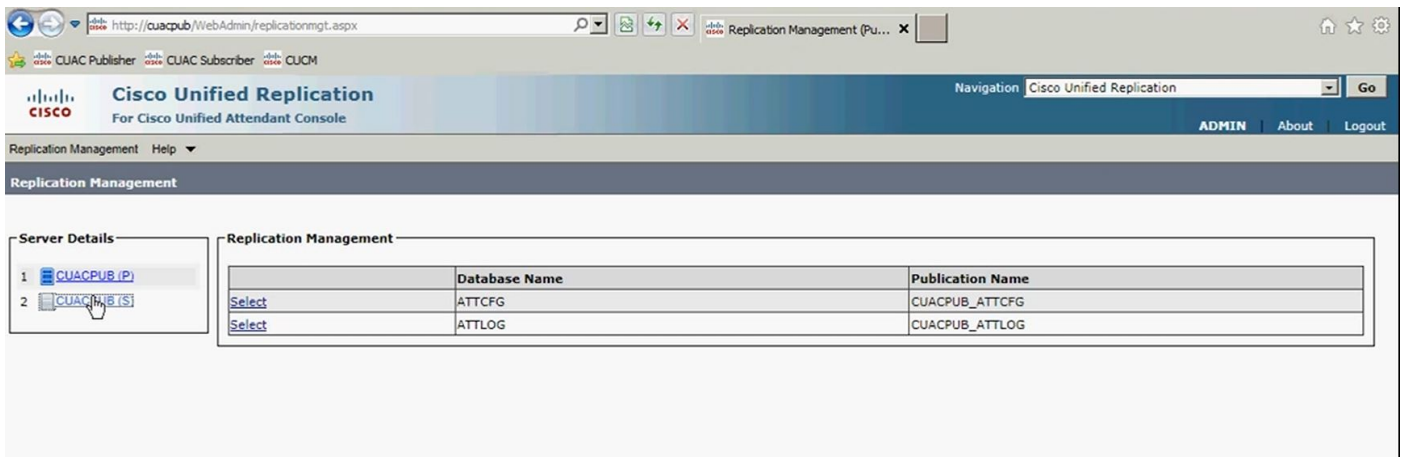 http://cuacpub/WebAdmin/replicationmgt.aspx
Replication Management (Pu...
CUAC Publisher CUAC Subscriber CUCM
CISCO
Cisco Unified Replication
For Cisco Unified Attendant Console
Navigation Cisco Unified Replication Go
ADMIN | About | Logout
Replication Management Help
Replication Management
Server Details
1 CUACPUB (P)
2 (S)
Replication Management
Database Name Publication Name
Select ATTCFG CUACPUB_ATTCFG
Select ATTLOG CUACPUB_ATTLOG